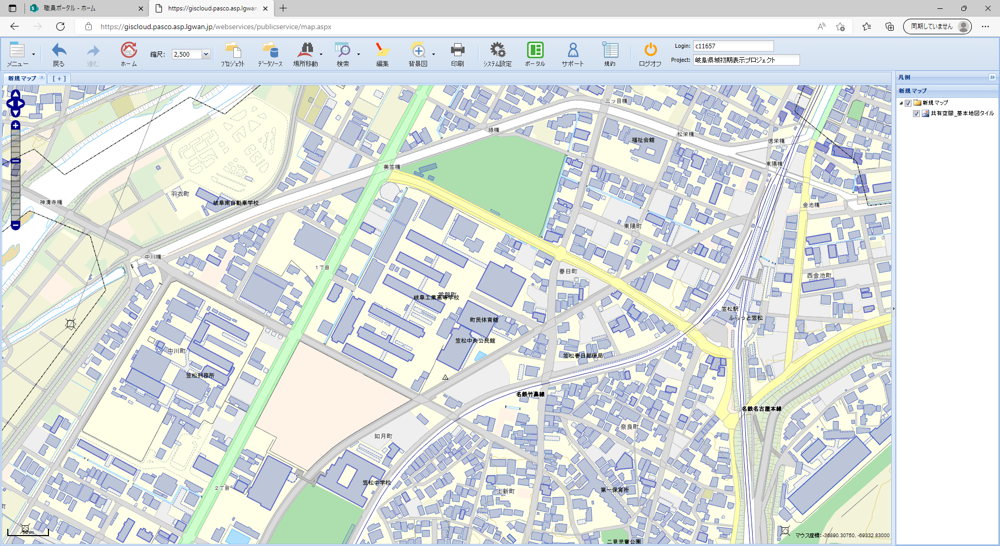 職員ポータル - ホーム
https://giscloud.pasco.asp.lgwan
https://giscloud.pasco.asp.lgwan.jp/webservices/publicservice/map.aspx
同期していません
メニュー
戻る
進む
ホーム
縮尺:
2,500
プロジェクト
データソース
場所移動
検索
編集
背景図
印刷
システム設定
ポータル
サポート
規約
ログオフ
Login:
c11657
Project:
岐阜県域初期表示プロジェクト
新規マップ
[ + ]
凡例
新規マップ
新規マップ
共有空間_基本地図タイル
三ツ目橋
緑橋
松栄橋
福祉会館
徳栄橋
東陽橋
美笠橋
羽衣町
岐阜南自動車学校
神清寺橋
金池橋
東陽町
中川橋
1丁目
春日町
西金池町
常磐町
岐阜工業高等学校
笠松駅
ふらっと笠松
町民体育館
笠松中央公民館
中川町
笠松春日郵便局
笠松刑務所
名鉄竹鼻線
名鉄名古屋本線
奈良町
如月町
笠松中学校
2丁目
上新町
第一保育所
町
50 m
二見児童公園
マウス座標:-36890.30750, -69332.83000